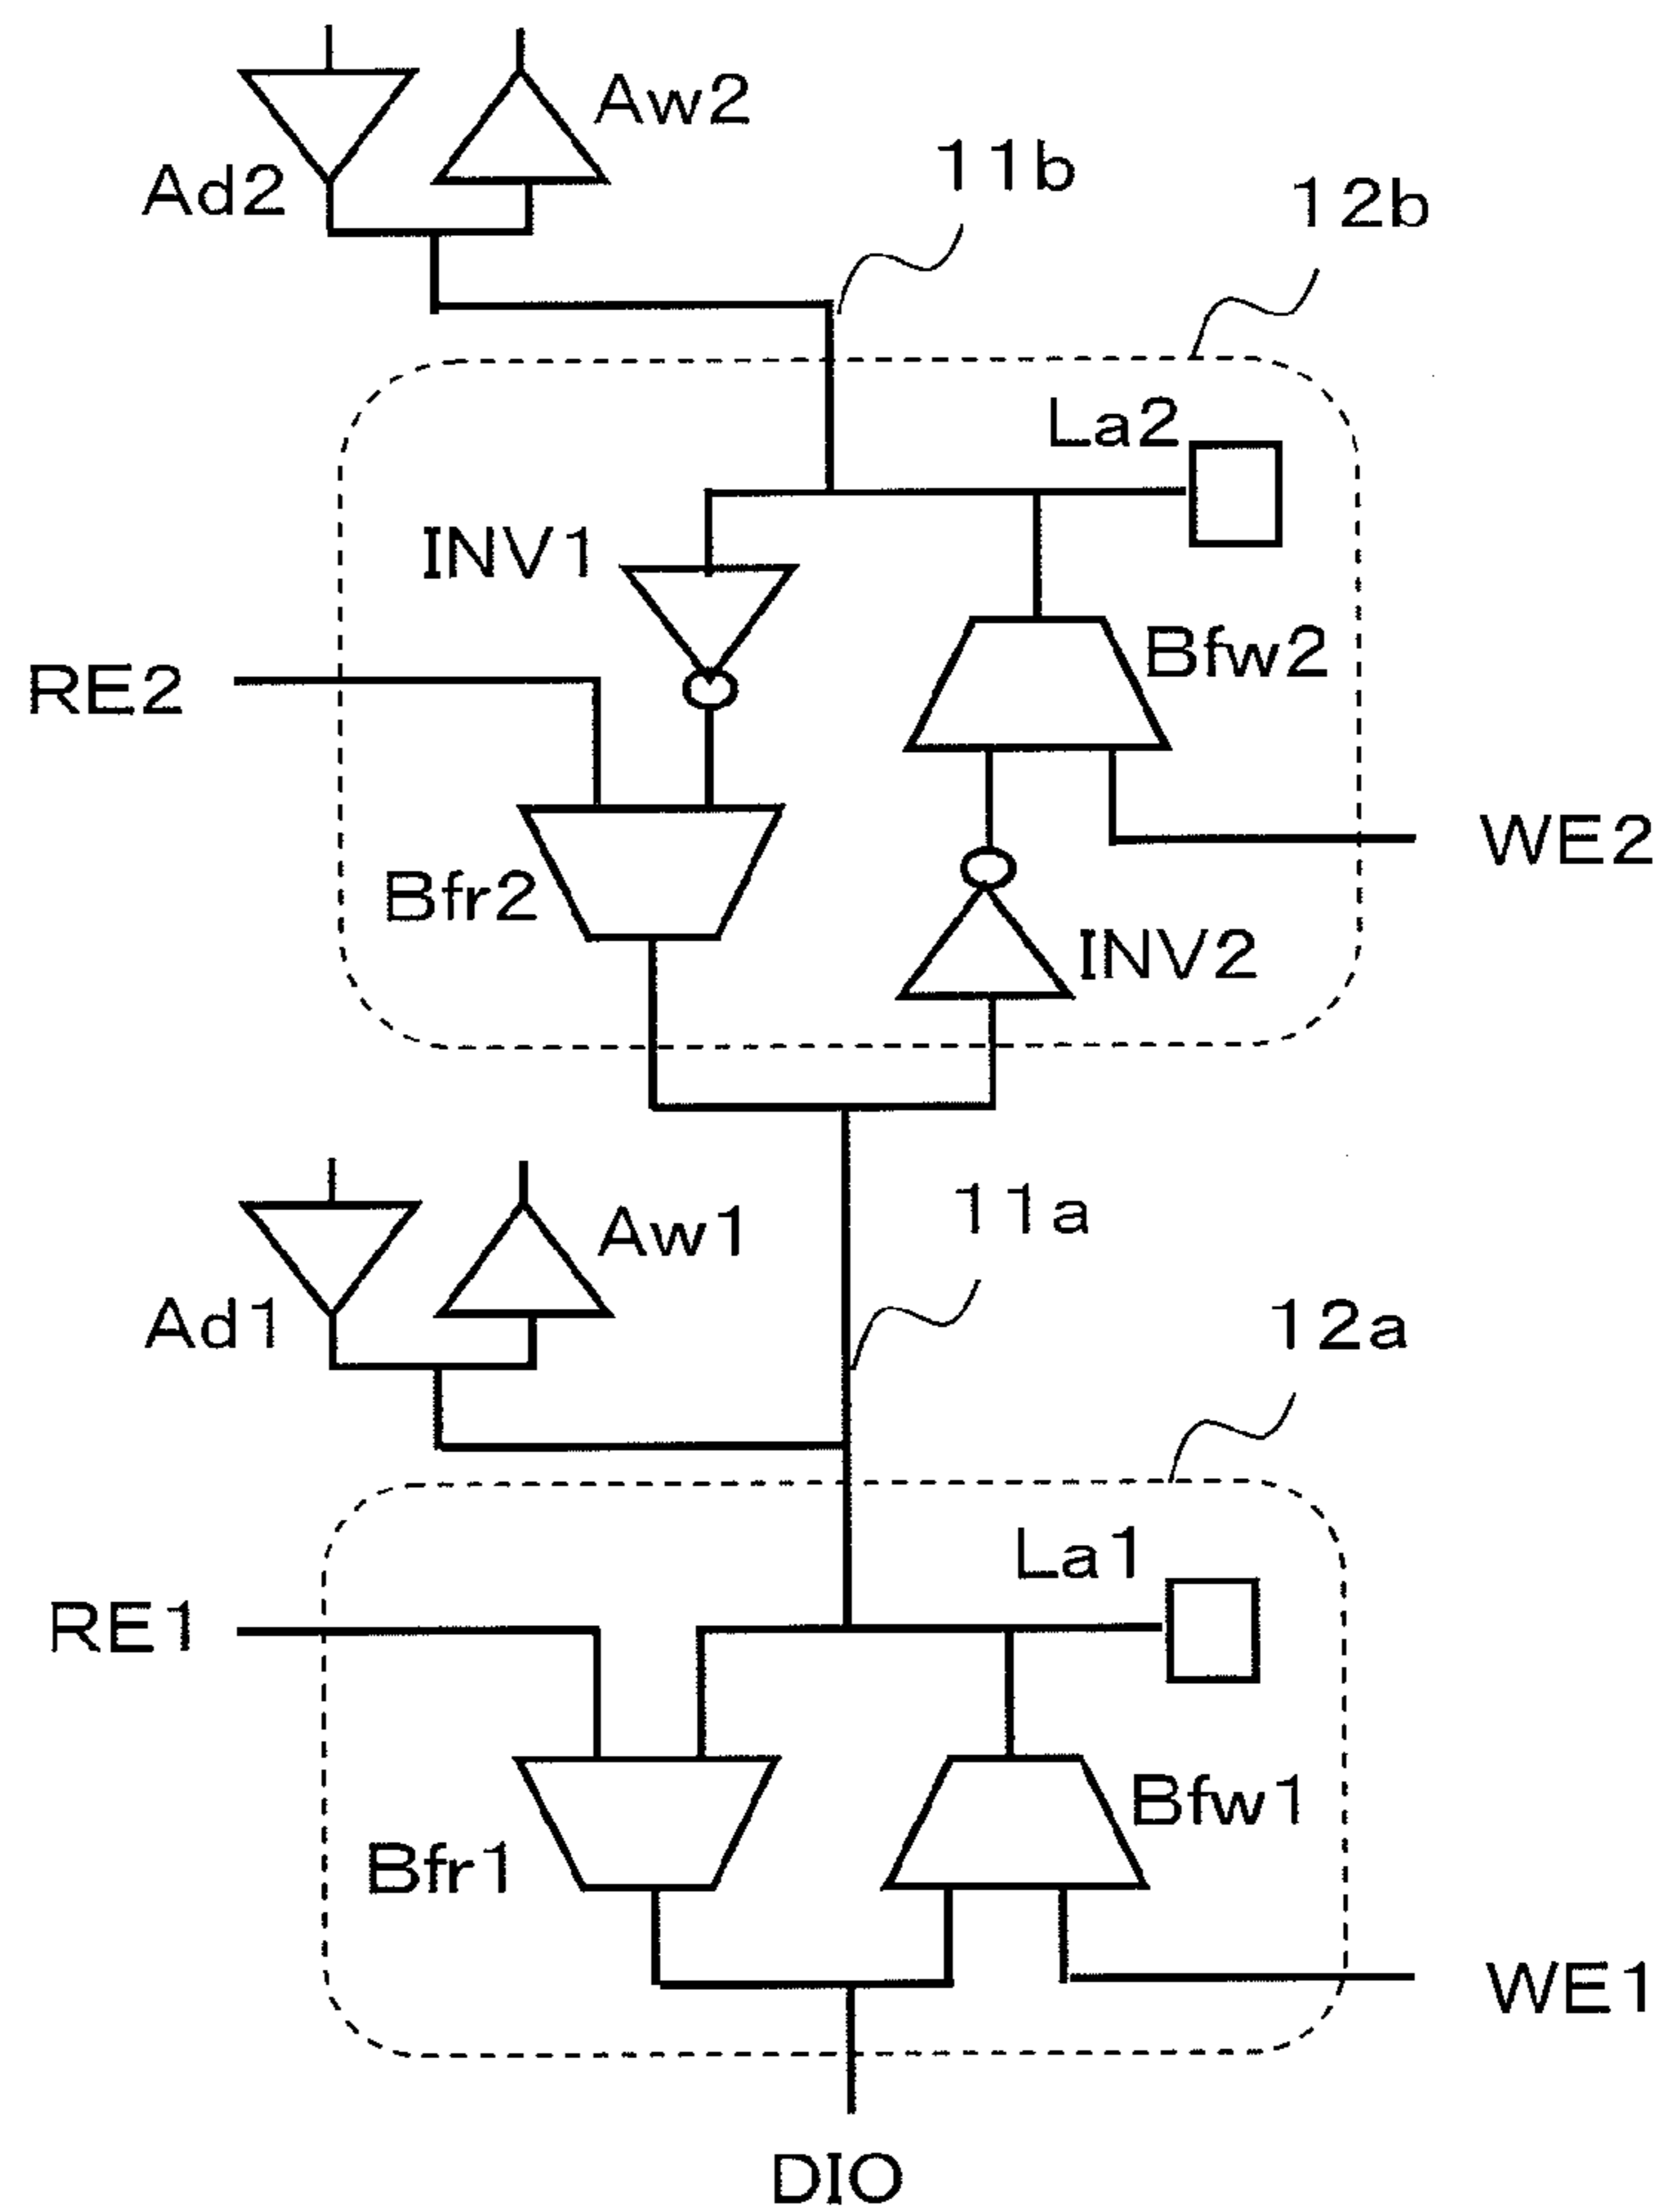 Aw2
Ad2
11b
12b
La2
INV1
Bfw2
RE2
WE2
Bfr2
INV2
11a
Aw1
Ad1
12a
La1
RE1
Bfw1
Bfr1
WE1
DIO